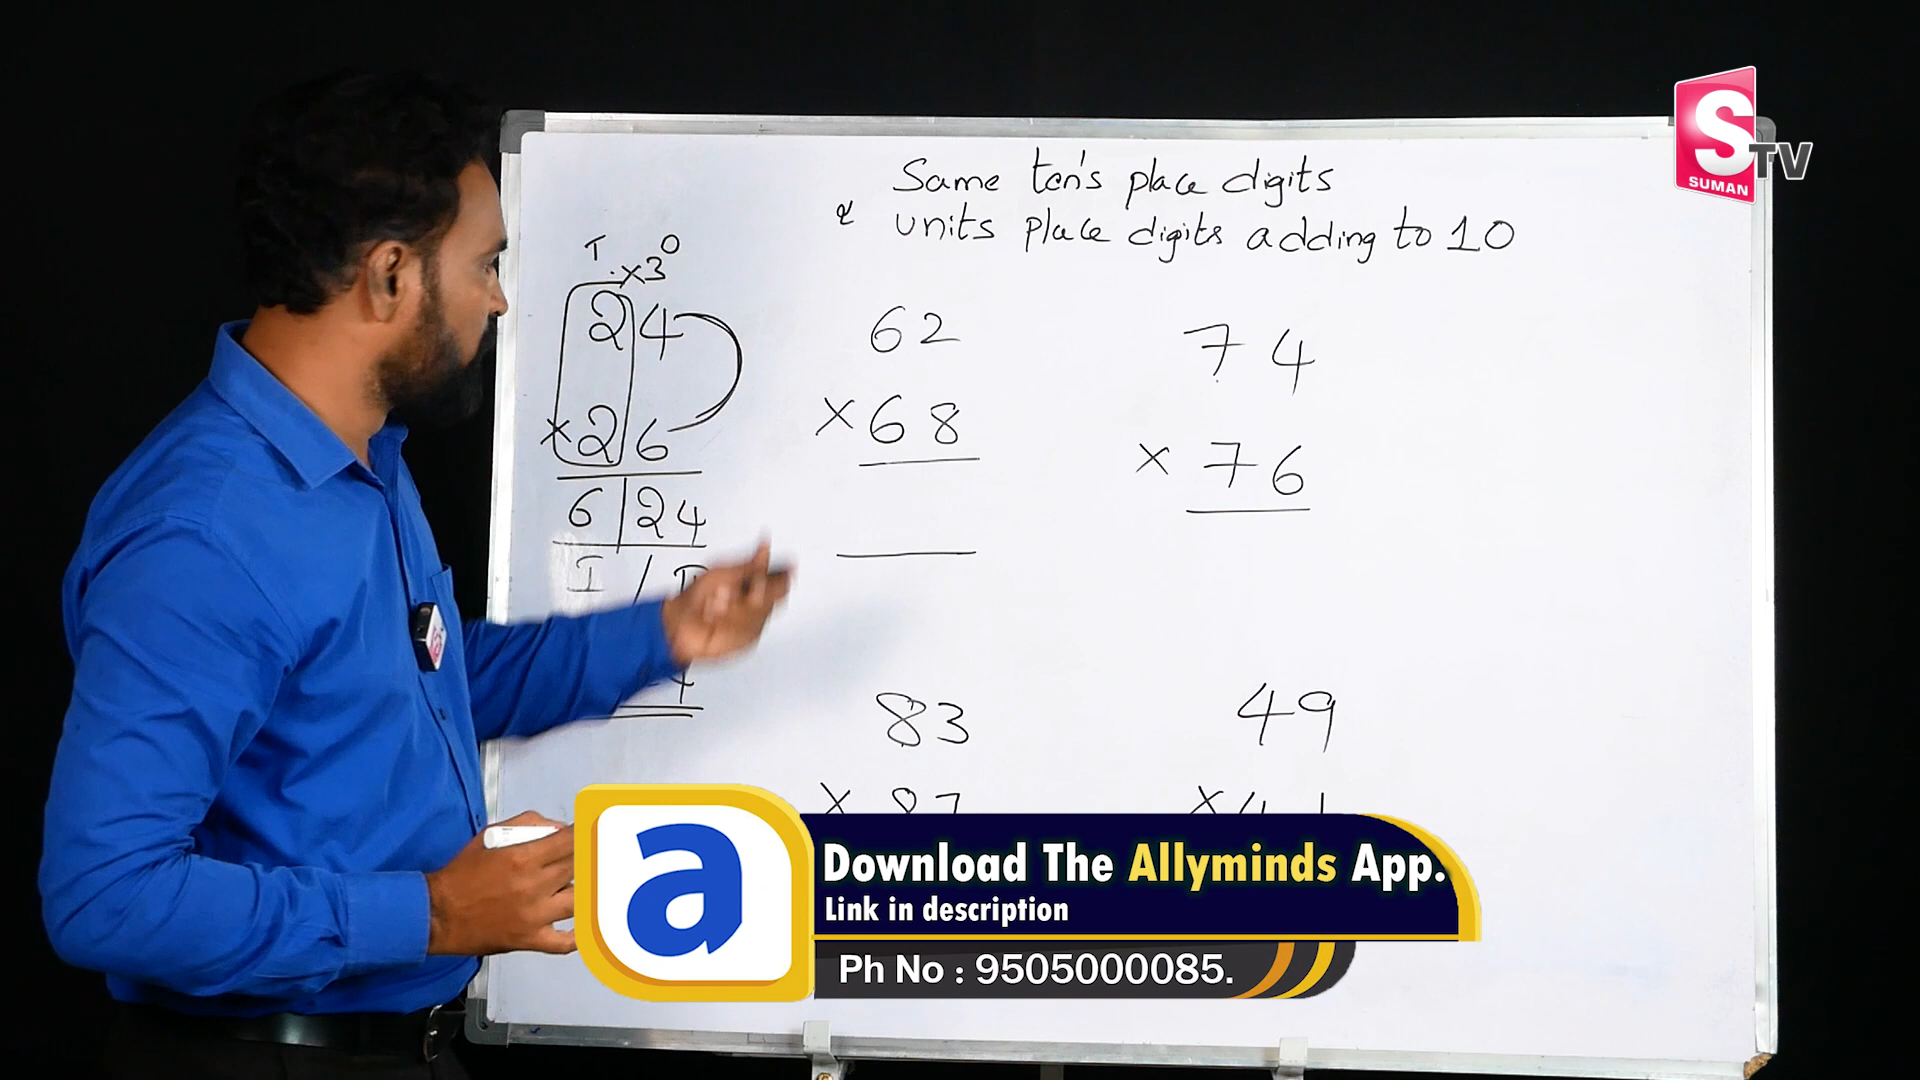 Same ten's place digits
& units place digits adding to 10
T O
×3
24
×26
6 | 24
I /
62
×68
74
× 76
83
× 87
49
×
S
SUMAN
TV
a
Download The Allyminds App.
Link in description
Ph No : 9505000085.